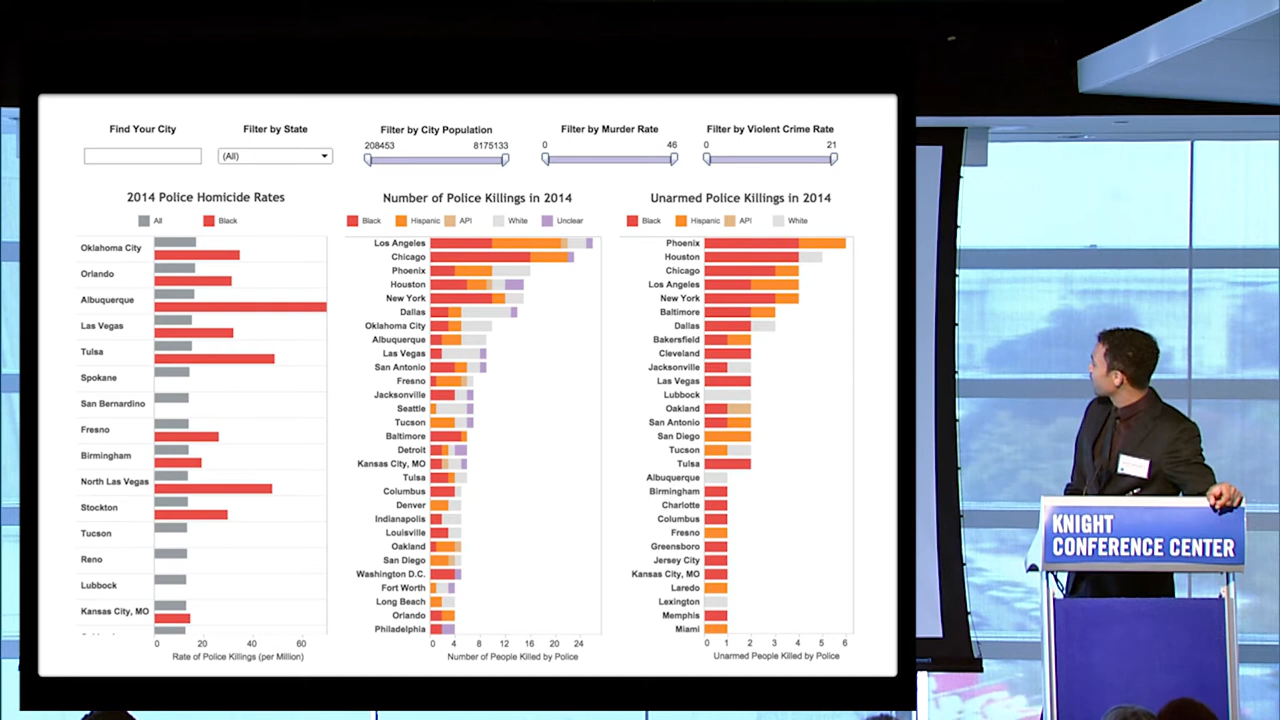 Find Your City
Filter by State
(All)
Filter by City Population
208453 8175133
Filter by Murder Rate
0 46
Filter by Violent Crime Rate
0 21
2014 Police Homicide Rates
All Black
Oklahoma City
Orlando
Albuquerque
Las Vegas
Tulsa
Spokane
San Bernardino
Fresno
Birmingham
North Las Vegas
Stockton
Tucson
Reno
Lubbock
Kansas City, MO
0 20 40 60
Rate of Police Killings (per Million)
Number of Police Killings in 2014
Black Hispanic API White Unclear
Los Angeles
Chicago
Phoenix
Houston
New York
Dallas
Oklahoma City
Albuquerque
Las Vegas
San Antonio
Fresno
Jacksonville
Seattle
Tucson
Baltimore
Detroit
Kansas City, MO
Tulsa
Columbus
Denver
Indianapolis
Louisville
Oakland
San Diego
Washington D.C.
Fort Worth
Long Beach
Orlando
Philadelphia
0 4 8 12 16 20 24
Number of People Killed by Police
Unarmed Police Killings in 2014
Black Hispanic API White
Phoenix
Houston
Chicago
Los Angeles
New York
Baltimore
Dallas
Bakersfield
Cleveland
Jacksonville
Las Vegas
Lubbock
Oakland
San Antonio
San Diego
Tucson
Tulsa
Albuquerque
Birmingham
Charlotte
Columbus
Fresno
Greensboro
Jersey City
Kansas City, MO
Laredo
Lexington
Memphis
Miami
0 1 2 3 4 5 6
Unarmed People Killed by Police
KNIGHT
CONFERENCE CENTER